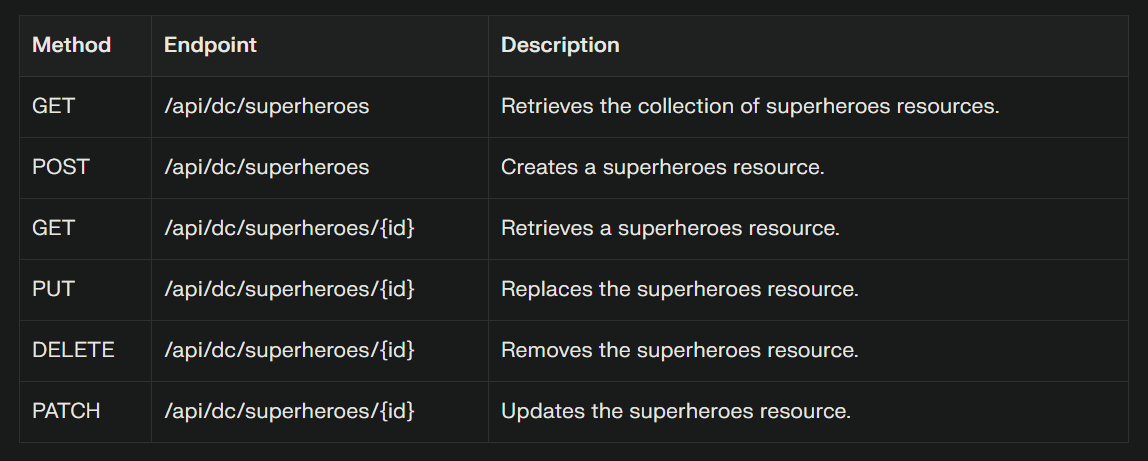 Method Endpoint Description
GET /api/dc/superheroes Retrieves the collection of superheroes resources.
POST /api/dc/superheroes Creates a superheroes resource.
GET /api/dc/superheroes/{id} Retrieves a superheroes resource.
PUT /api/dc/superheroes/{id} Replaces the superheroes resource.
DELETE /api/dc/superheroes/{id} Removes the superheroes resource.
PATCH /api/dc/superheroes/{id} Updates the superheroes resource.